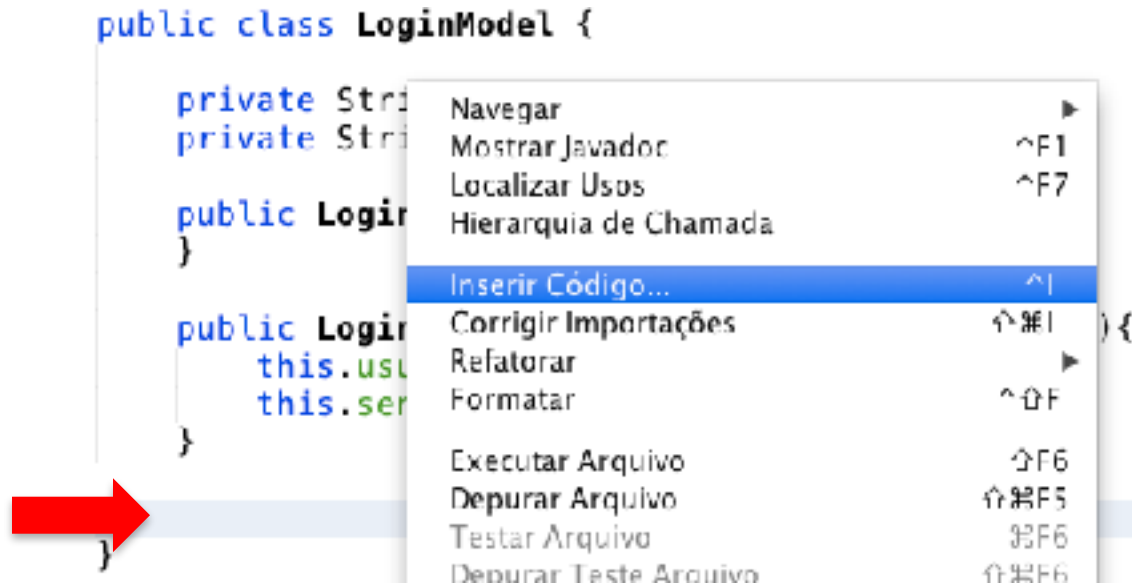 public class LoginModel {
private Stri
private Stri
public Login
}
public Login
){
this.usu
this.ser
}
}
Navegar
Mostrar Javadoc ^F1
Localizar Usos ^F7
Hierarquia de Chamada
Inserir Código... ^I
Corrigir Importações ⇧⌘I
Refatorar
Formatar ^⇧F
Executar Arquivo ⇧F6
Depurar Arquivo ⇧⌘F5
Testar Arquivo ⌘F6
Depurar Teste Arquivo ⇧⌘F6